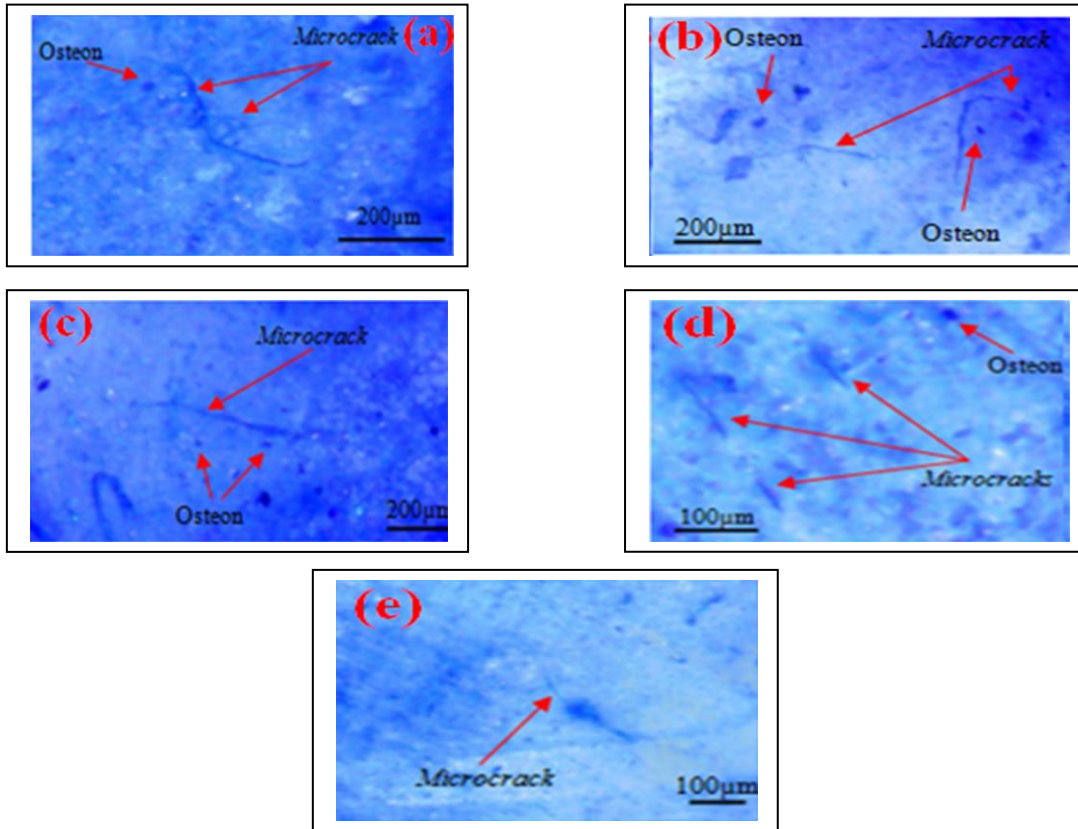 Osteon Microcrack (a)
200µm
(b) Osteon Microcrack
200µm Osteon
(c)
Microcrack
Osteon 200µm
(d)
Osteon
Microcracks
100µm
(e)
Microcrack 100µm